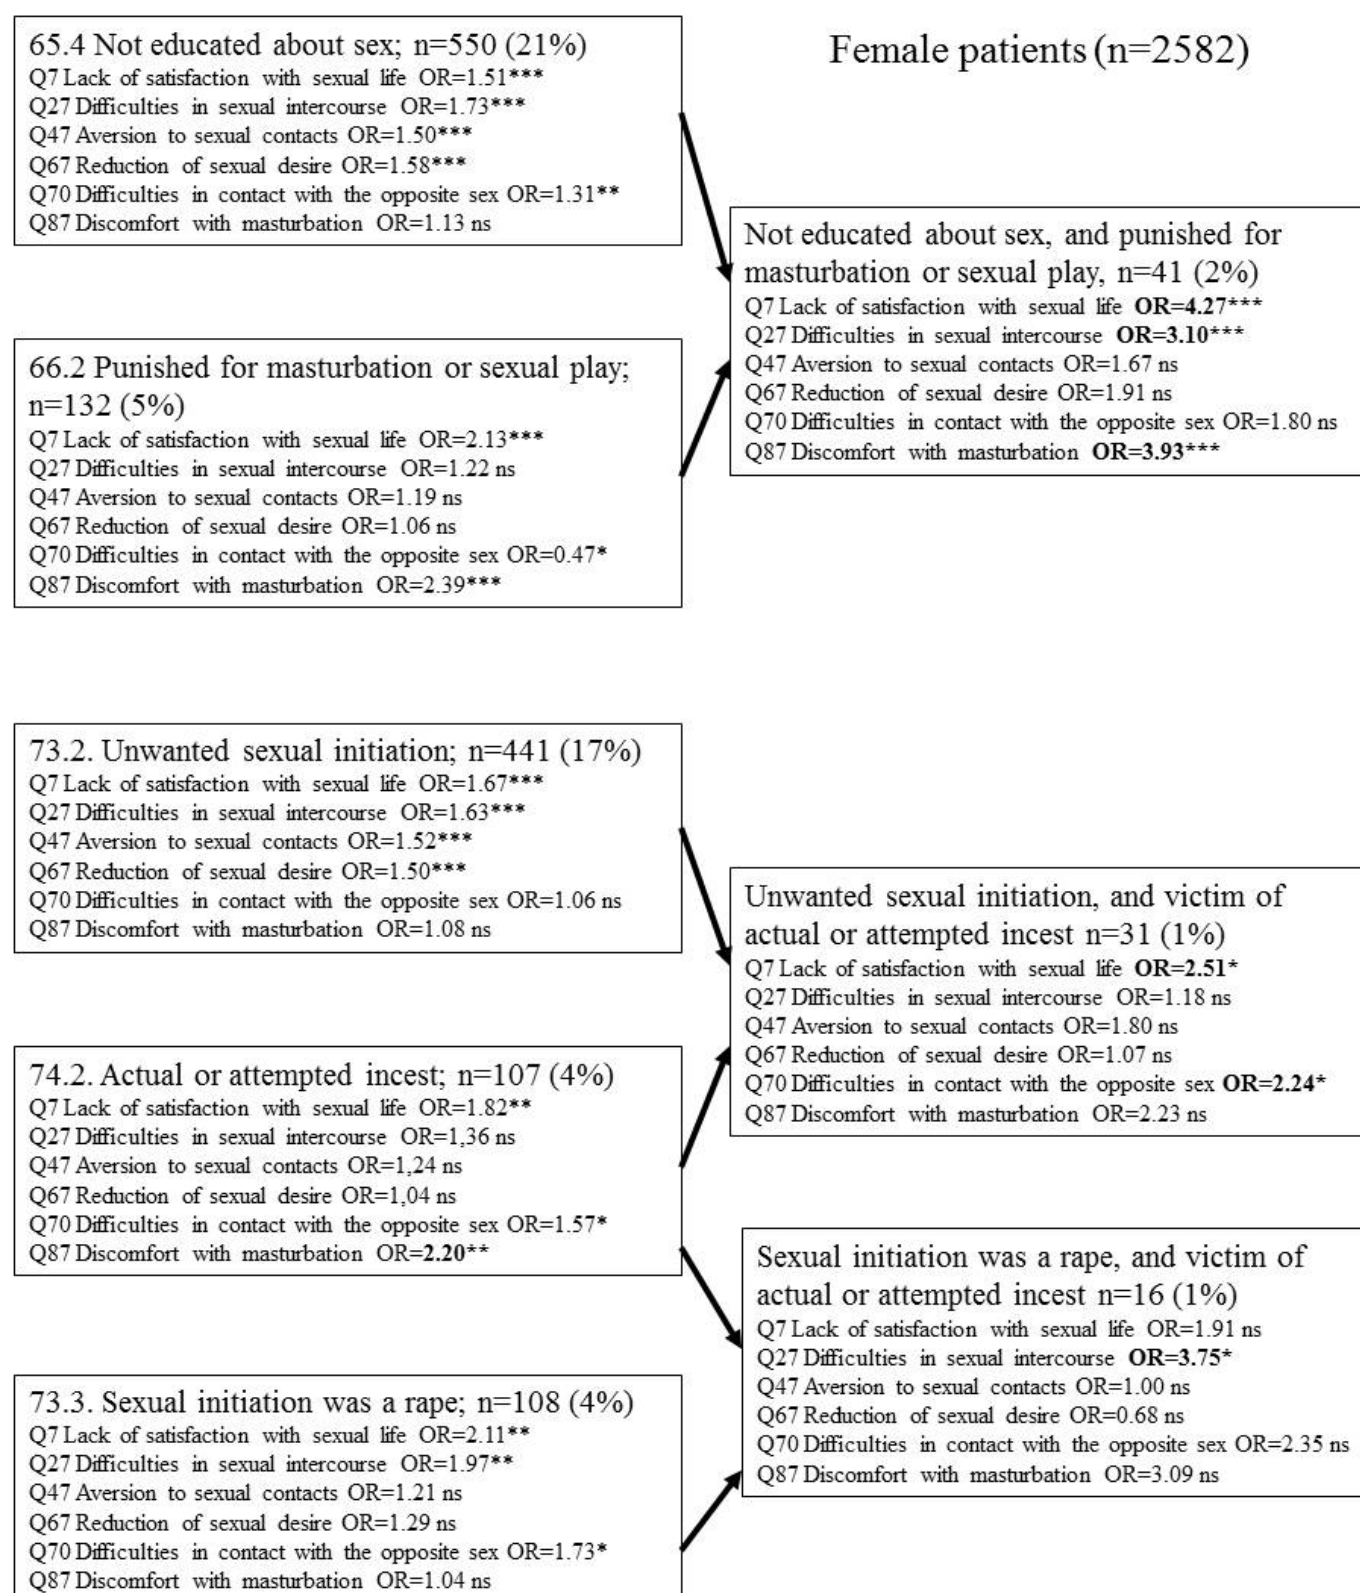 Female patients (n=2582)
65.4 Not educated about sex; n=550 (21%)
Q7 Lack of satisfaction with sexual life OR=1.51***
Q27 Difficulties in sexual intercourse OR=1.73***
Q47 Aversion to sexual contacts OR=1.50***
Q67 Reduction of sexual desire OR=1.58***
Q70 Difficulties in contact with the opposite sex OR=1.31**
Q87 Discomfort with masturbation OR=1.13 ns
66.2 Punished for masturbation or sexual play;
n=132 (5%)
Q7 Lack of satisfaction with sexual life OR=2.13***
Q27 Difficulties in sexual intercourse OR=1.22 ns
Q47 Aversion to sexual contacts OR=1.19 ns
Q67 Reduction of sexual desire OR=1.06 ns
Q70 Difficulties in contact with the opposite sex OR=0.47*
Q87 Discomfort with masturbation OR=2.39***
Not educated about sex, and punished for
masturbation or sexual play, n=41 (2%)
Q7 Lack of satisfaction with sexual life OR=4.27***
Q27 Difficulties in sexual intercourse OR=3.10***
Q47 Aversion to sexual contacts OR=1.67 ns
Q67 Reduction of sexual desire OR=1.91 ns
Q70 Difficulties in contact with the opposite sex OR=1.80 ns
Q87 Discomfort with masturbation OR=3.93***
73.2. Unwanted sexual initiation; n=441 (17%)
Q7 Lack of satisfaction with sexual life OR=1.67***
Q27 Difficulties in sexual intercourse OR=1.63***
Q47 Aversion to sexual contacts OR=1.52***
Q67 Reduction of sexual desire OR=1.50***
Q70 Difficulties in contact with the opposite sex OR=1.06 ns
Q87 Discomfort with masturbation OR=1.08 ns
74.2. Actual or attempted incest; n=107 (4%)
Q7 Lack of satisfaction with sexual life OR=1.82**
Q27 Difficulties in sexual intercourse OR=1,36 ns
Q47 Aversion to sexual contacts OR=1,24 ns
Q67 Reduction of sexual desire OR=1,04 ns
Q70 Difficulties in contact with the opposite sex OR=1.57*
Q87 Discomfort with masturbation OR=2.20**
Unwanted sexual initiation, and victim of
actual or attempted incest n=31 (1%)
Q7 Lack of satisfaction with sexual life OR=2.51*
Q27 Difficulties in sexual intercourse OR=1.18 ns
Q47 Aversion to sexual contacts OR=1.80 ns
Q67 Reduction of sexual desire OR=1.07 ns
Q70 Difficulties in contact with the opposite sex OR=2.24*
Q87 Discomfort with masturbation OR=2.23 ns
73.3. Sexual initiation was a rape; n=108 (4%)
Q7 Lack of satisfaction with sexual life OR=2.11**
Q27 Difficulties in sexual intercourse OR=1.97**
Q47 Aversion to sexual contacts OR=1.21 ns
Q67 Reduction of sexual desire OR=1.29 ns
Q70 Difficulties in contact with the opposite sex OR=1.73*
Q87 Discomfort with masturbation OR=1.04 ns
Sexual initiation was a rape, and victim of
actual or attempted incest n=16 (1%)
Q7 Lack of satisfaction with sexual life OR=1.91 ns
Q27 Difficulties in sexual intercourse OR=3.75*
Q47 Aversion to sexual contacts OR=1.00 ns
Q67 Reduction of sexual desire OR=0.68 ns
Q70 Difficulties in contact with the opposite sex OR=2.35 ns
Q87 Discomfort with masturbation OR=3.09 ns